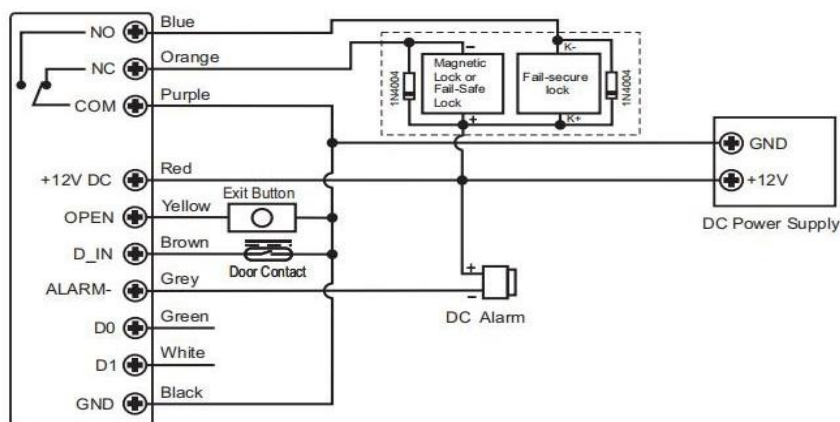 NO Blue
NC Orange
COM Purple
+12V DC Red
OPEN Yellow
Exit Button
D_IN Brown
Door Contact
ALARM- Grey
D0 Green
D1 White
GND Black
1N4004
−
Magnetic
Lock or
Fail-Safe
Lock
+
K-
Fail-secure
lock
K+
1N4004
GND
+12V
DC Power Supply
+
−
DC Alarm